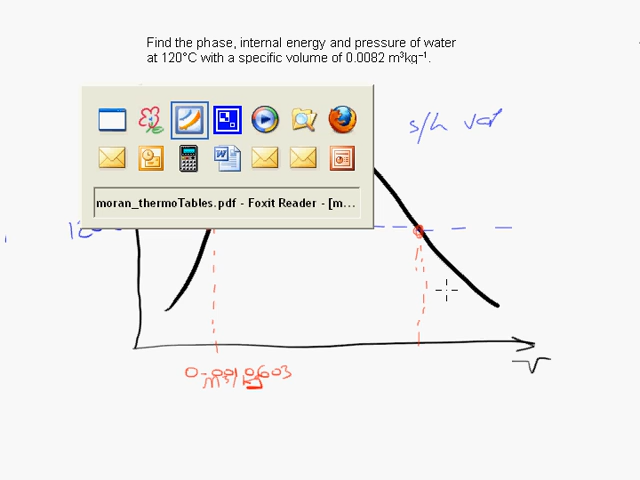 Find the phase, internal energy and pressure of water
at 120°C with a specific volume of 0.0082 m³kg⁻¹.
s/h vap
moran_thermoTables.pdf - Foxit Reader - [m...
0.0010603
m³/kg
v